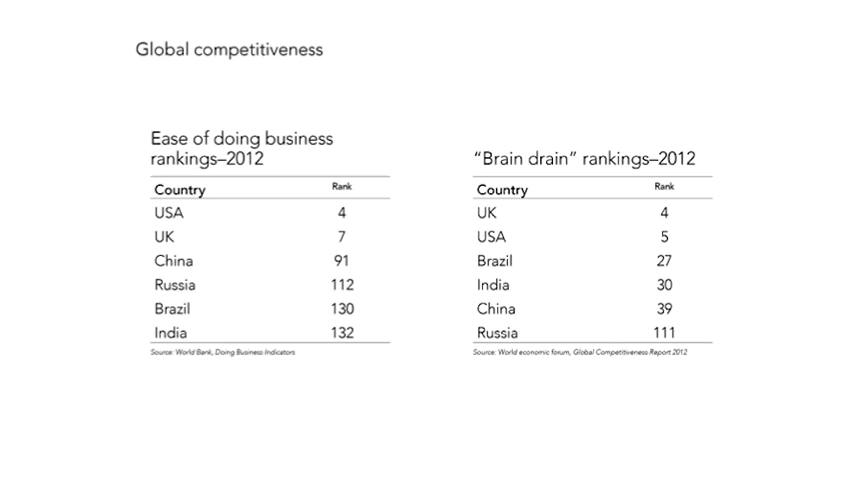 Global competitiveness
Ease of doing business
rankings–2012
Country Rank
USA 4
UK 7
China 91
Russia 112
Brazil 130
India 132
Source: World Bank, Doing Business Indicators
“Brain drain” rankings–2012
Country Rank
UK 4
USA 5
Brazil 27
India 30
China 39
Russia 111
Source: World economic forum, Global Competitiveness Report 2012